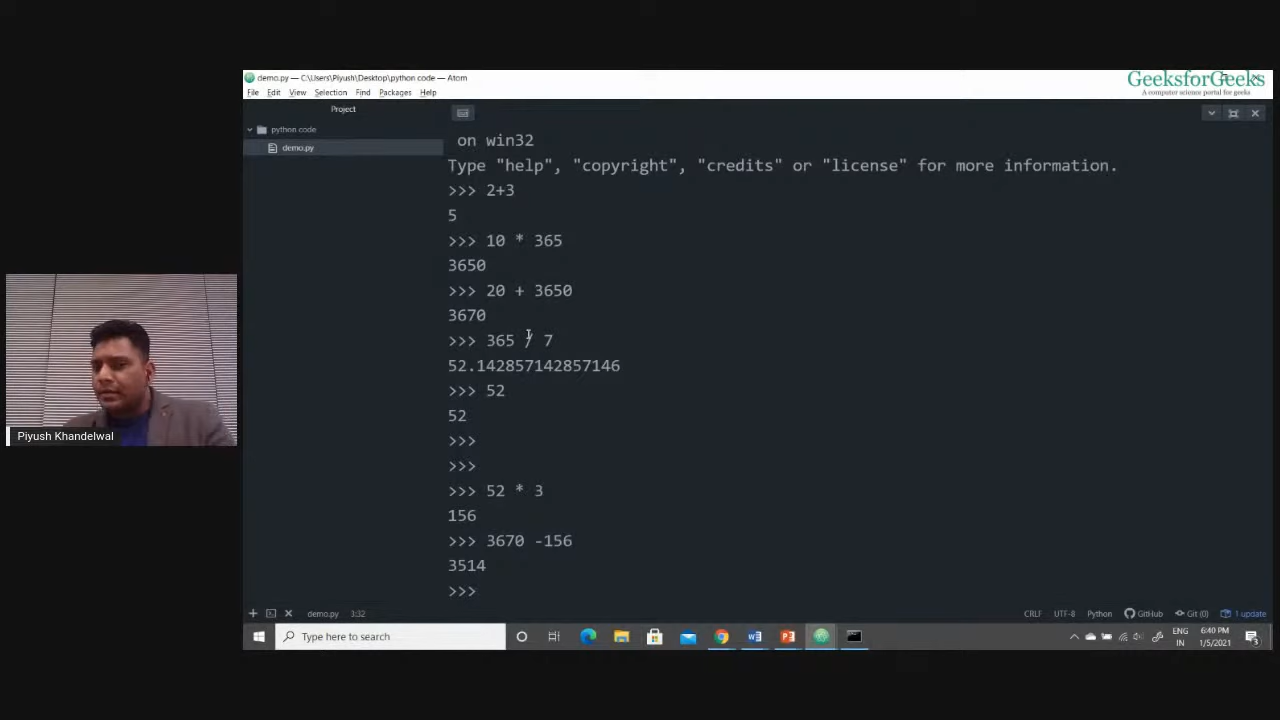 demo.py — C:\Users\Piyush\Desktop\python code — Atom
GeeksforGeeks
A computer science portal for geeks
File Edit View Selection Find Packages Help
Project
python code
demo.py
on win32
Type "help", "copyright", "credits" or "license" for more information.
>>> 2+3
5
>>> 10 * 365
3650
>>> 20 + 3650
3670
>>> 365 / 7
52.142857142857146
>>> 52
52
>>>
>>>
>>> 52 * 3
156
>>> 3670 -156
3514
>>>
Piyush Khandelwal
demo.py 3:32 CRLF UTF-8 Python GitHub Git (0) 1 update
Type here to search
ENG
IN
6:40 PM
1/5/2021
3